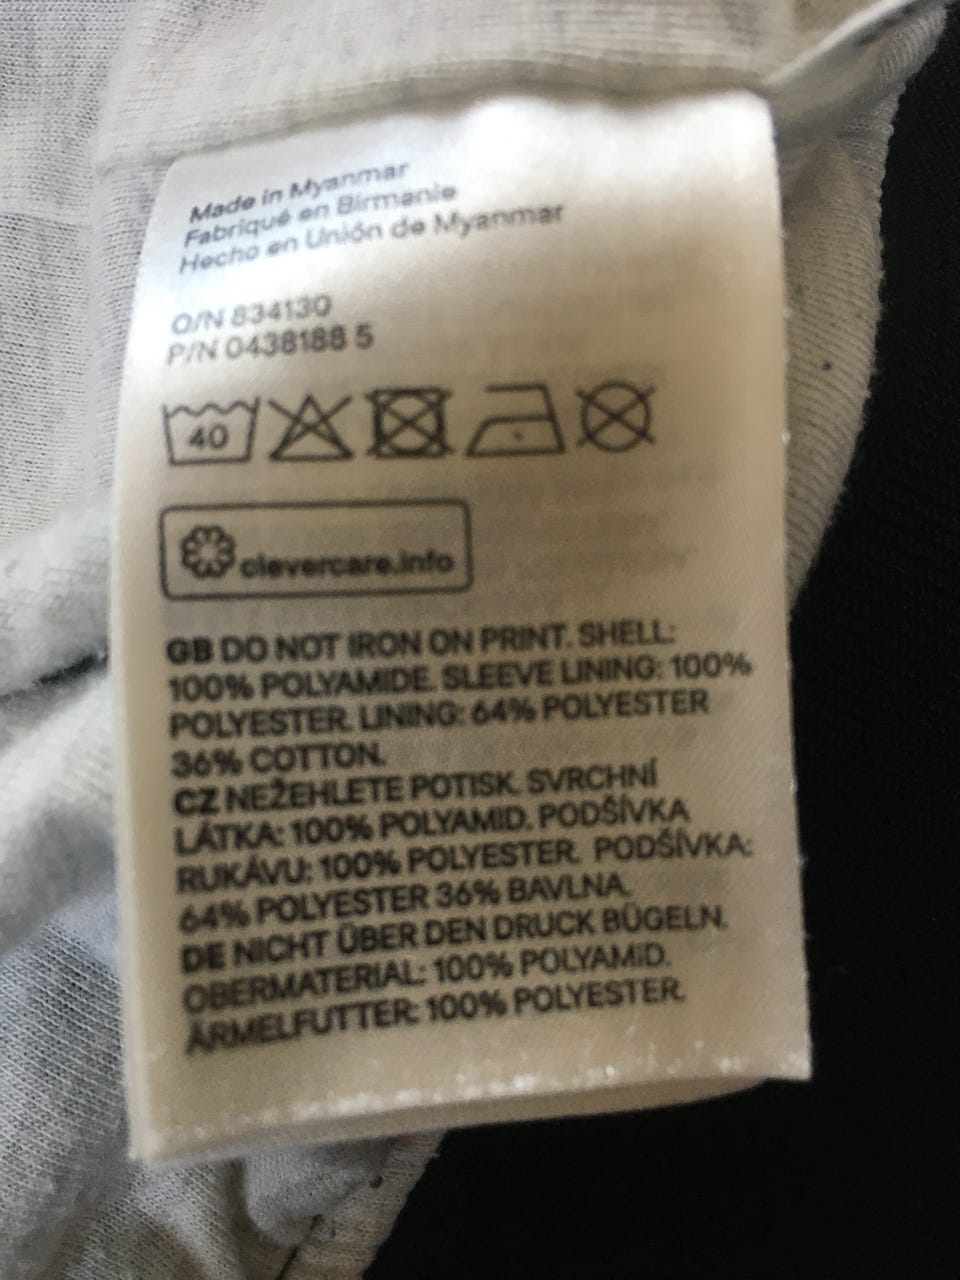 Made in Myanmar
Fabriqué en Birmanie
Hecho en Unión de Myanmar
O/N 834130
P/N 0438188 5
40
clevercare.info
GB DO NOT IRON ON PRINT. SHELL:
100% POLYAMIDE. SLEEVE LINING: 100%
POLYESTER. LINING: 64% POLYESTER
36% COTTON.
CZ NEŽEHLETE POTISK. SVRCHNÍ
LÁTKA: 100% POLYAMID. PODŠÍVKA
RUKÁVU: 100% POLYESTER. PODŠÍVKA:
64% POLYESTER 36% BAVLNA.
DE NICHT ÜBER DEN DRUCK BÜGELN.
OBERMATERIAL: 100% POLYAMID.
ÄRMELFUTTER: 100% POLYESTER.